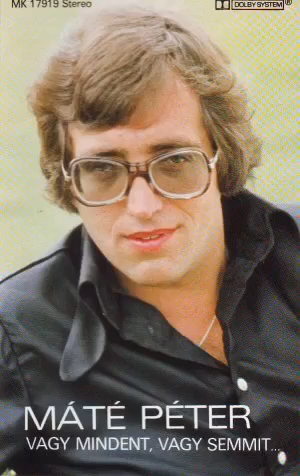 MK 17919 Stereo
DOLBY SYSTEM®
MÁTÉ PÉTER
VAGY MINDENT, VAGY SEMMIT...